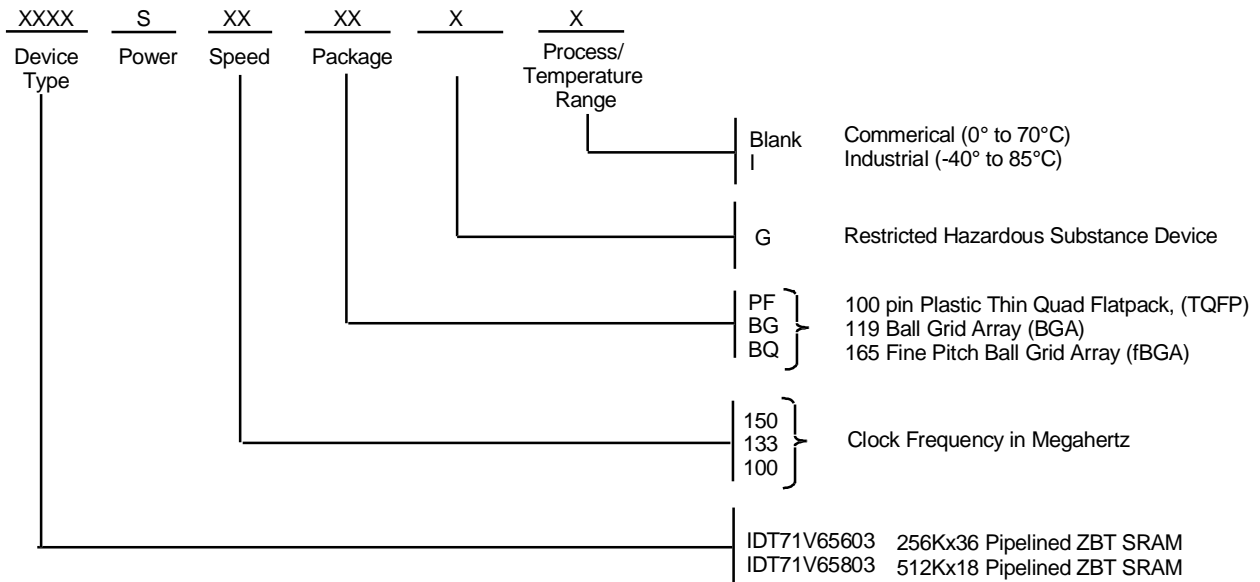 XXXX S XX XX X X
Device Type Power Speed Package Process/ Temperature Range
Blank Commerical (0° to 70°C)
I Industrial (-40° to 85°C)
G Restricted Hazardous Substance Device
PF 100 pin Plastic Thin Quad Flatpack, (TQFP)
BG 119 Ball Grid Array (BGA)
BQ 165 Fine Pitch Ball Grid Array (fBGA)
150
133 Clock Frequency in Megahertz
100
IDT71V65603 256Kx36 Pipelined ZBT SRAM
IDT71V65803 512Kx18 Pipelined ZBT SRAM